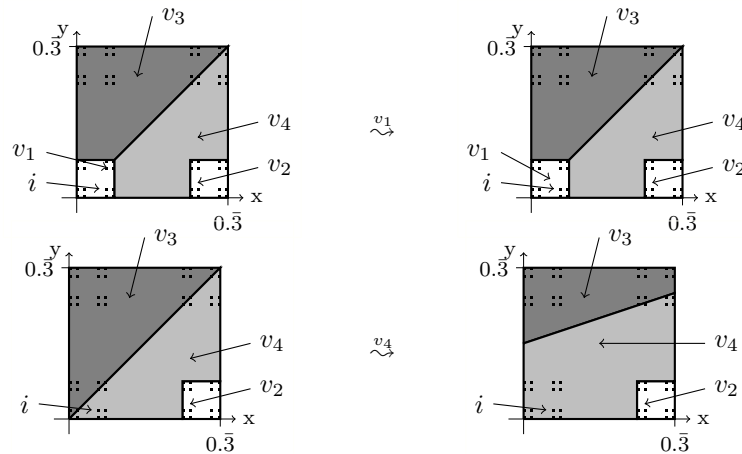 y v₃ y v₃
0.3̄ 0.3̄
v₄ v₁⤳ v₄
v₁ v₂ v₁ v₂
i i
x x
0.3̄ 0.3̄
y v₃ y v₃
0.3̄ 0.3̄
v₄ v₄⤳ v₄
v₂ v₂
i i
x x
0.3̄ 0.3̄